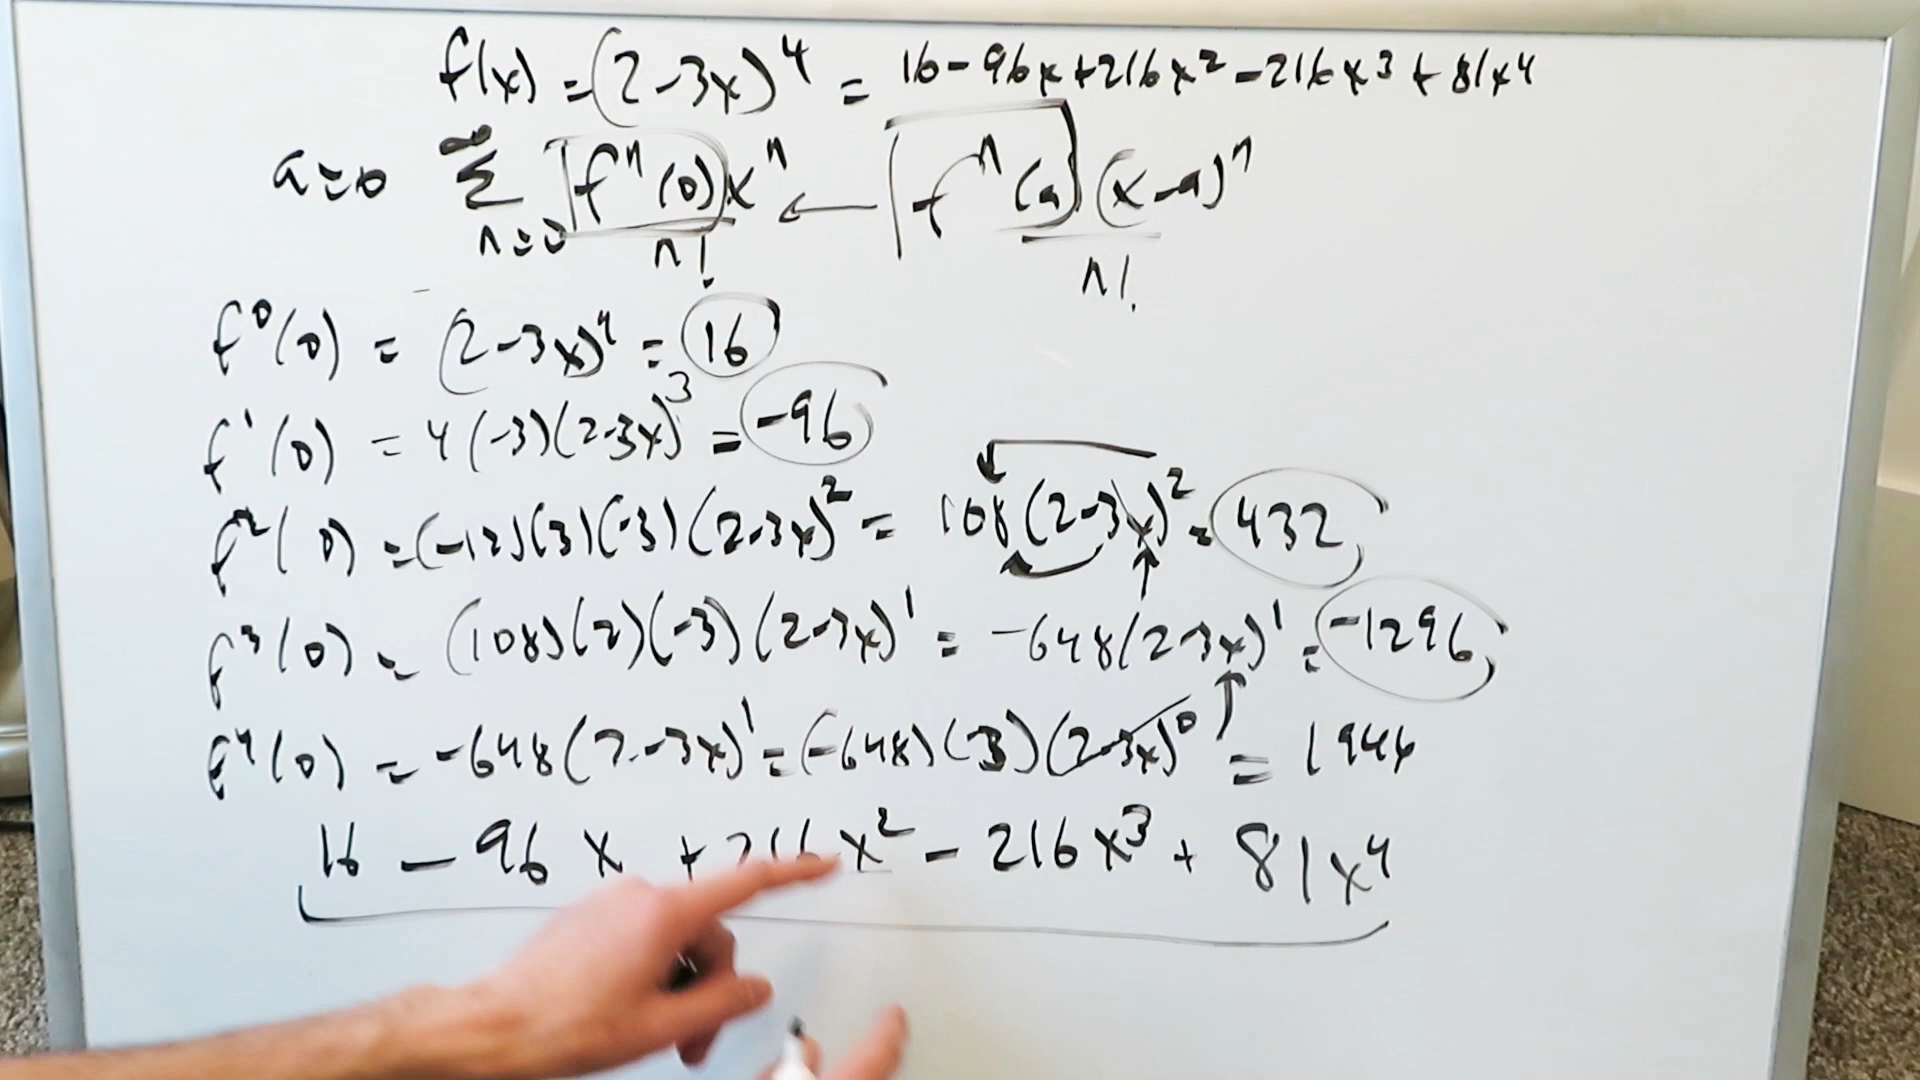 f(x) = (2-3x)^4 = 16-96x+216x^2-216x^3+81x^4
a=0 ∞ Σ n=0 f^n(0)x^n / n! ← f^n(a)(x-a)^n / n!
f^0(0) = (2-3x)^4 = 16
f^1(0) = 4(-3)(2-3x)^3 = -96
f^2(0) = (-12)(3)(-3)(2-3x)^2 = 108(2-3x)^2 = 432
f^3(0) = (108)(2)(-3)(2-3x)^1 = -648(2-3x)^1 = -1296
f^4(0) = -648(2-3x)^1 = (-648)(-3)(2-3x)^0 = 1944
16 - 96x + 216x^2 - 216x^3 + 81x^4